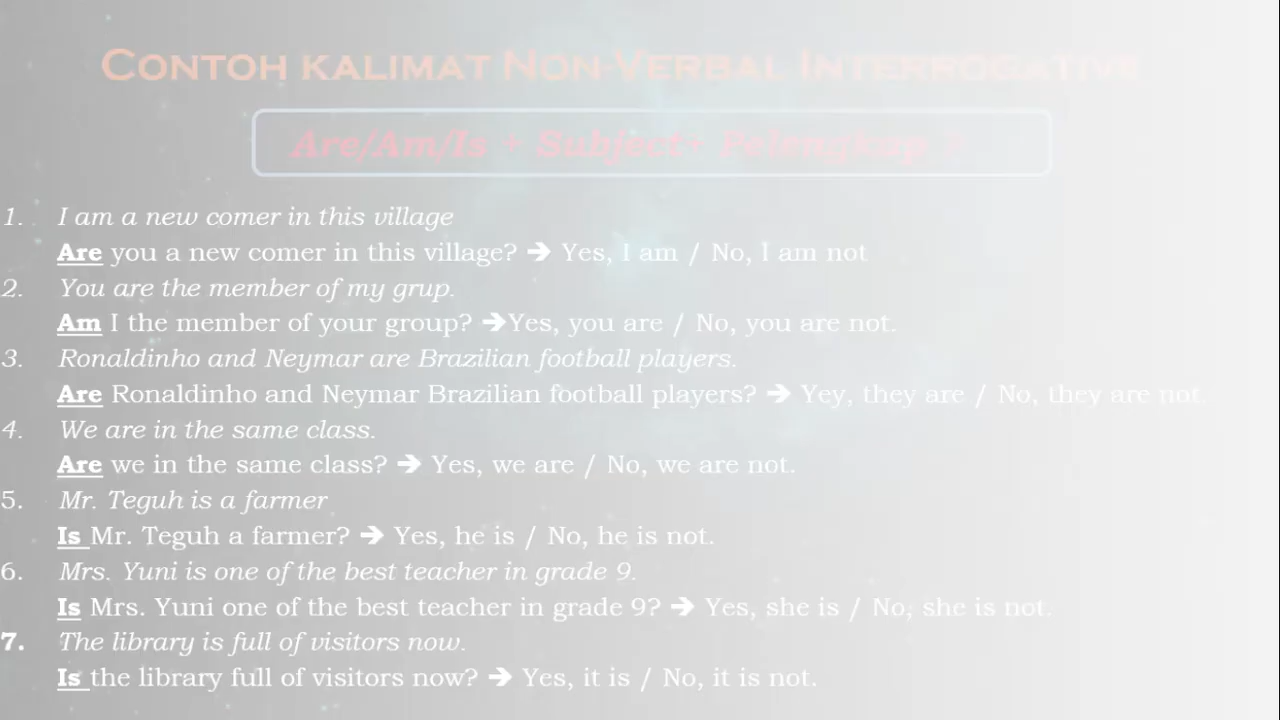 Contoh kalimat Non-Verbal Interrogative
Are/Am/Is + Subject+ Pelengkap ?
1. I am a new comer in this village
Are you a new comer in this village? ➔ Yes, I am / No, I am not
2. You are the member of my grup.
Am I the member of your group? ➔Yes, you are / No, you are not.
3. Ronaldinho and Neymar are Brazilian football players.
Are Ronaldinho and Neymar Brazilian football players? ➔ Yey, they are / No, they are not.
4. We are in the same class.
Are we in the same class? ➔ Yes, we are / No, we are not.
5. Mr. Teguh is a farmer
Is Mr. Teguh a farmer? ➔ Yes, he is / No, he is not.
6. Mrs. Yuni is one of the best teacher in grade 9.
Is Mrs. Yuni one of the best teacher in grade 9? ➔ Yes, she is / No, she is not.
7. The library is full of visitors now.
Is the library full of visitors now? ➔ Yes, it is / No, it is not.